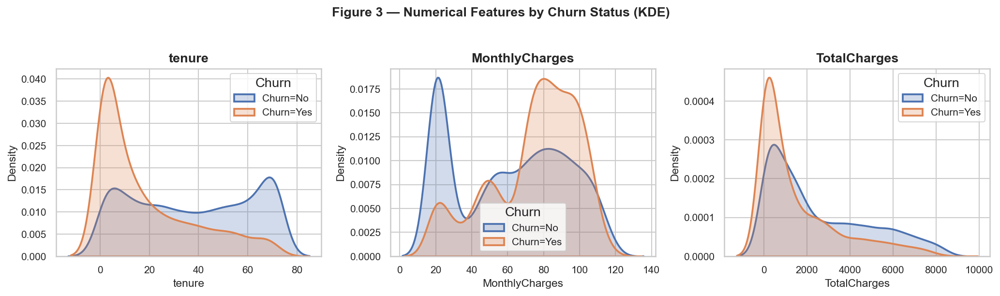 Figure 3 — Numerical Features by Churn Status (KDE)
tenure
Density
0.040
0.035
0.030
0.025
0.020
0.015
0.010
0.005
0.000
0 20 40 60 80
tenure
Churn
Churn=No
Churn=Yes
MonthlyCharges
Density
0.0175
0.0150
0.0125
0.0100
0.0075
0.0050
0.0025
0.0000
0 20 40 60 80 100 120 140
MonthlyCharges
Churn
Churn=No
Churn=Yes
TotalCharges
Density
0.0004
0.0003
0.0002
0.0001
0.0000
0 2000 4000 6000 8000 10000
TotalCharges
Churn
Churn=No
Churn=Yes